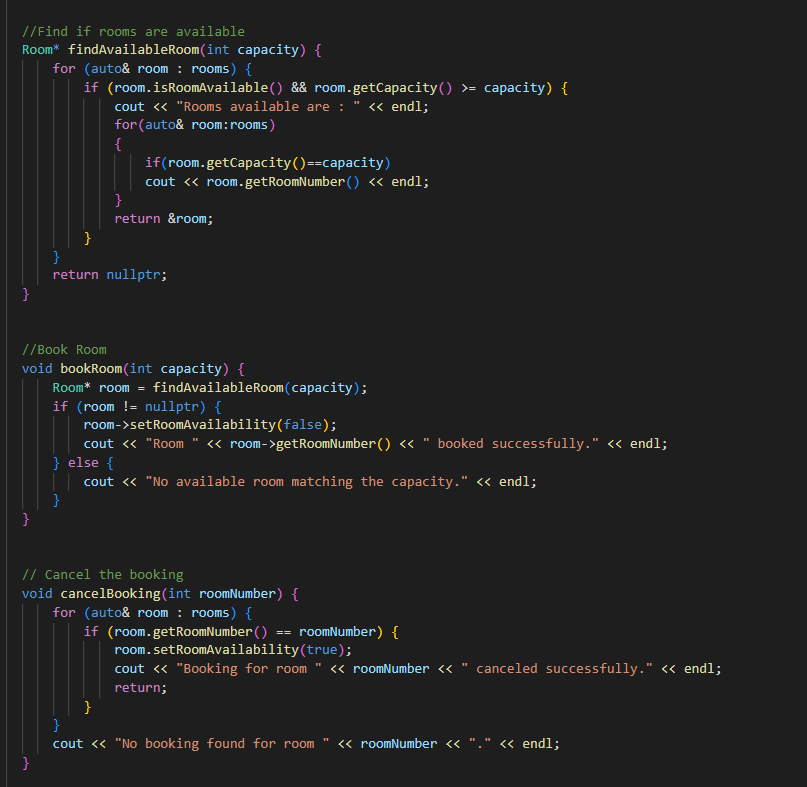 //Find if rooms are available
Room* findAvailableRoom(int capacity) {
    for (auto& room : rooms) {
        if (room.isRoomAvailable() && room.getCapacity() >= capacity) {
            cout << "Rooms available are : " << endl;
            for(auto& room:rooms)
            {
                if(room.getCapacity()==capacity)
                cout << room.getRoomNumber() << endl;
            }
            return &room;
        }
    }
    return nullptr;
}
//Book Room
void bookRoom(int capacity) {
    Room* room = findAvailableRoom(capacity);
    if (room != nullptr) {
        room->setRoomAvailability(false);
        cout << "Room " << room->getRoomNumber() << " booked successfully." << endl;
    } else {
        cout << "No available room matching the capacity." << endl;
    }
}
// Cancel the booking
void cancelBooking(int roomNumber) {
    for (auto& room : rooms) {
        if (room.getRoomNumber() == roomNumber) {
            room.setRoomAvailability(true);
            cout << "Booking for room " << roomNumber << " canceled successfully." << endl;
            return;
        }
    }
    cout << "No booking found for room " << roomNumber << "." << endl;
}